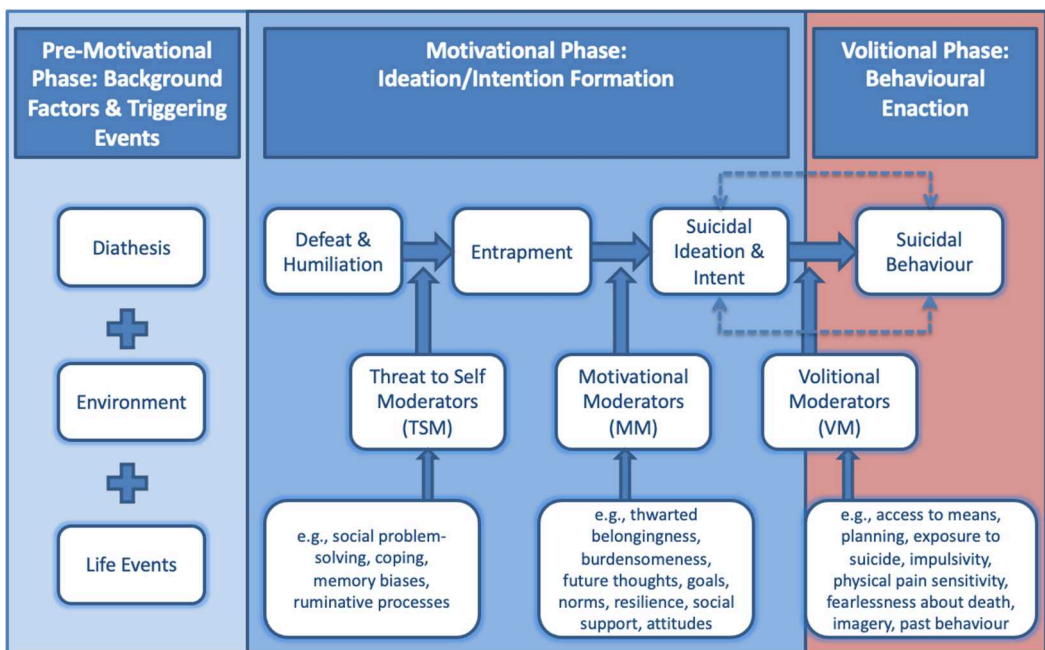 Pre-Motivational
Phase: Background
Factors & Triggering
Events
Motivational Phase:
Ideation/Intention Formation
Volitional Phase:
Behavioural
Enaction
Diathesis
Environment
Life Events
Defeat &
Humiliation
Entrapment
Suicidal
Ideation &
Intent
Suicidal
Behaviour
Threat to Self
Moderators
(TSM)
Motivational
Moderators
(MM)
Volitional
Moderators
(VM)
e.g., social problem-
solving, coping,
memory biases,
ruminative processes
e.g., thwarted
belongingness,
burdensomeness,
future thoughts, goals,
norms, resilience, social
support, attitudes
e.g., access to means,
planning, exposure to
suicide, impulsivity,
physical pain sensitivity,
fearlessness about death,
imagery, past behaviour